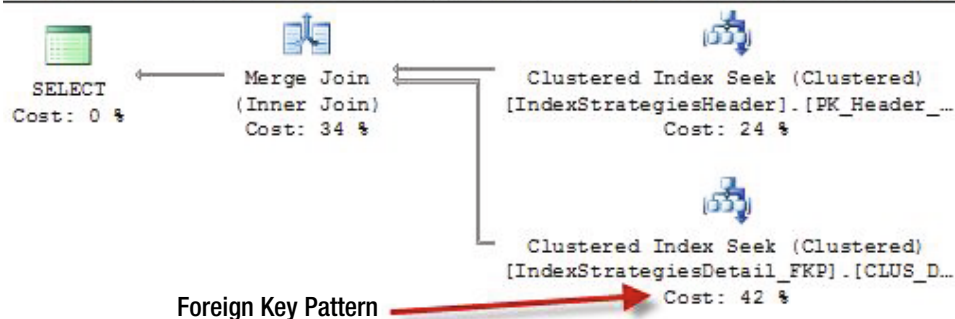 SELECT
Cost: 0 %
Merge Join
(Inner Join)
Cost: 34 %
Clustered Index Seek (Clustered)
[IndexStrategiesHeader].[PK_Header_…
Cost: 24 %
Clustered Index Seek (Clustered)
[IndexStrategiesDetail_FKP].[CLUS_D…
Cost: 42 %
Foreign Key Pattern